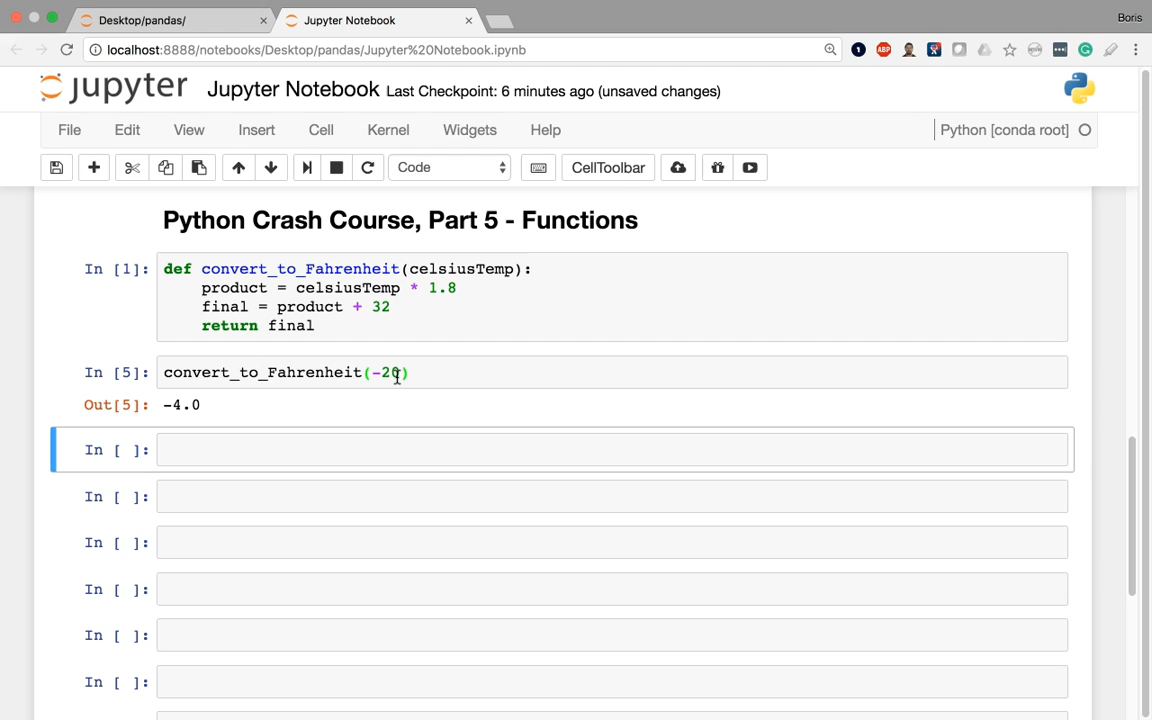 Desktop/pandas/
Jupyter Notebook
Boris
localhost:8888/notebooks/Desktop/pandas/Jupyter%20Notebook.ipynb
jupyter Jupyter Notebook Last Checkpoint: 6 minutes ago (unsaved changes)
File Edit View Insert Cell Kernel Widgets Help Python [conda root]
Code CellToolbar
Python Crash Course, Part 5 - Functions
In [1]: def convert_to_Fahrenheit(celsiusTemp):
product = celsiusTemp * 1.8
final = product + 32
return final
In [5]: convert_to_Fahrenheit(-20)
Out[5]: -4.0
In [ ]:
In [ ]:
In [ ]:
In [ ]:
In [ ]:
In [ ]: